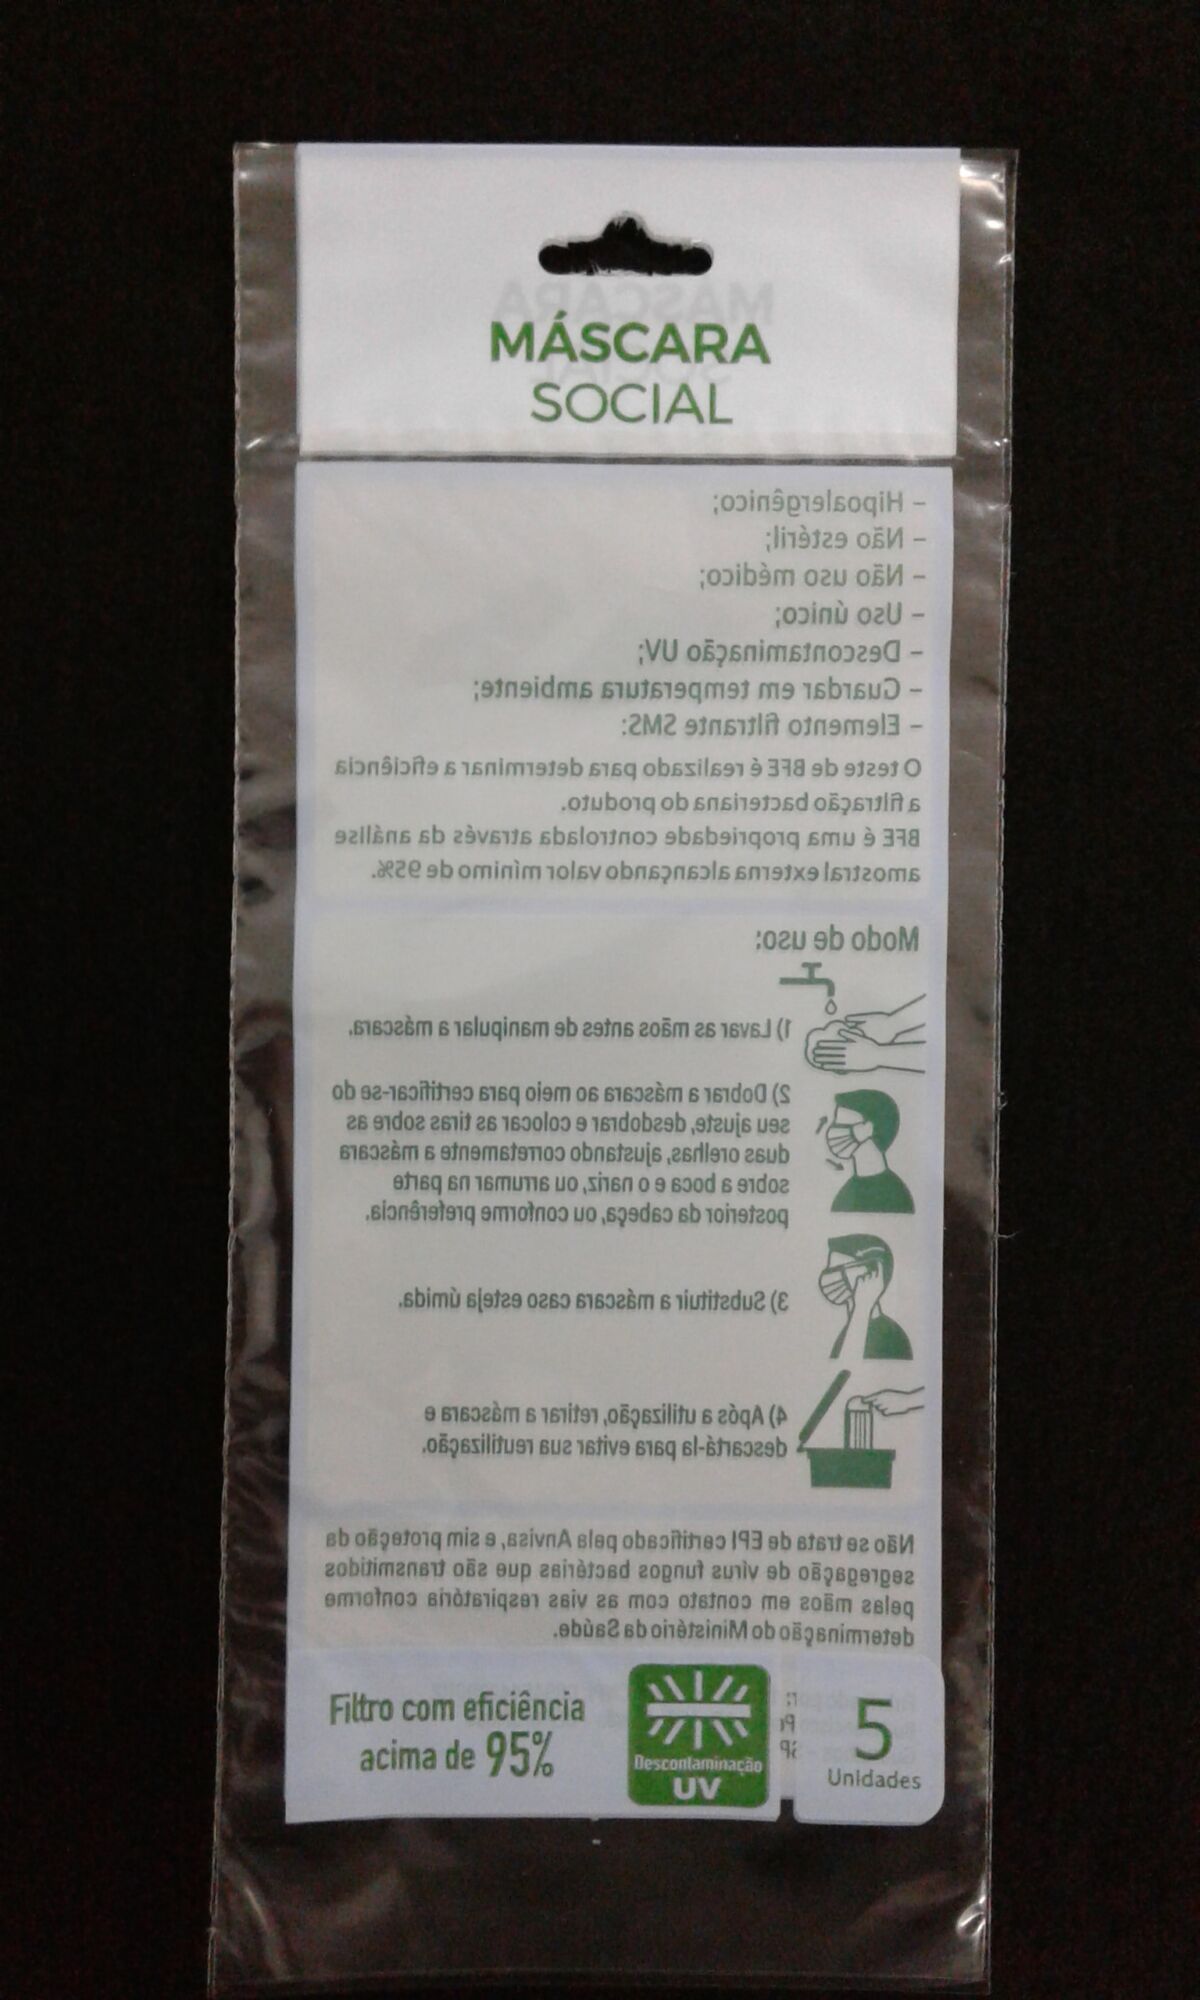 MÁSCARA
SOCIAL
– Hipoalergênico;
– Não estéril;
– Não uso médico;
– Uso único;
– Descontaminação UV;
– Guardar em temperatura ambiente;
– Elemento filtrante SMS:
O teste de BFE é realizado para determinar a eficiência
a filtração bacteriana do produto.
BFE é uma propriedade controlada através da análise
amostral externa alcançando valor mínimo de 95%.
Modo de uso:
1) Lavar as mãos antes de manipular a máscara.
2) Dobrar a máscara ao meio para certificar-se do
seu ajuste, desdobrar e colocar as tiras sobre as
duas orelhas, ajustando corretamente a máscara
sobre a boca e o nariz, ou arrumar na parte
posterior da cabeça, ou conforme preferência.
3) Substituir a máscara caso esteja úmida.
4) Após a utilização, retirar a máscara e
descartá-la para evitar sua reutilização.
Não se trata de EPI certificado pela Anvisa, e sim proteção da
segregação de vírus fungos bactérias que são transmitidos
pelas mãos em contato com as vias respiratória conforme
determinação do Ministério da Saúde.
Filtro com eficiência
acima de 95%
Descontaminação
UV
5
Unidades